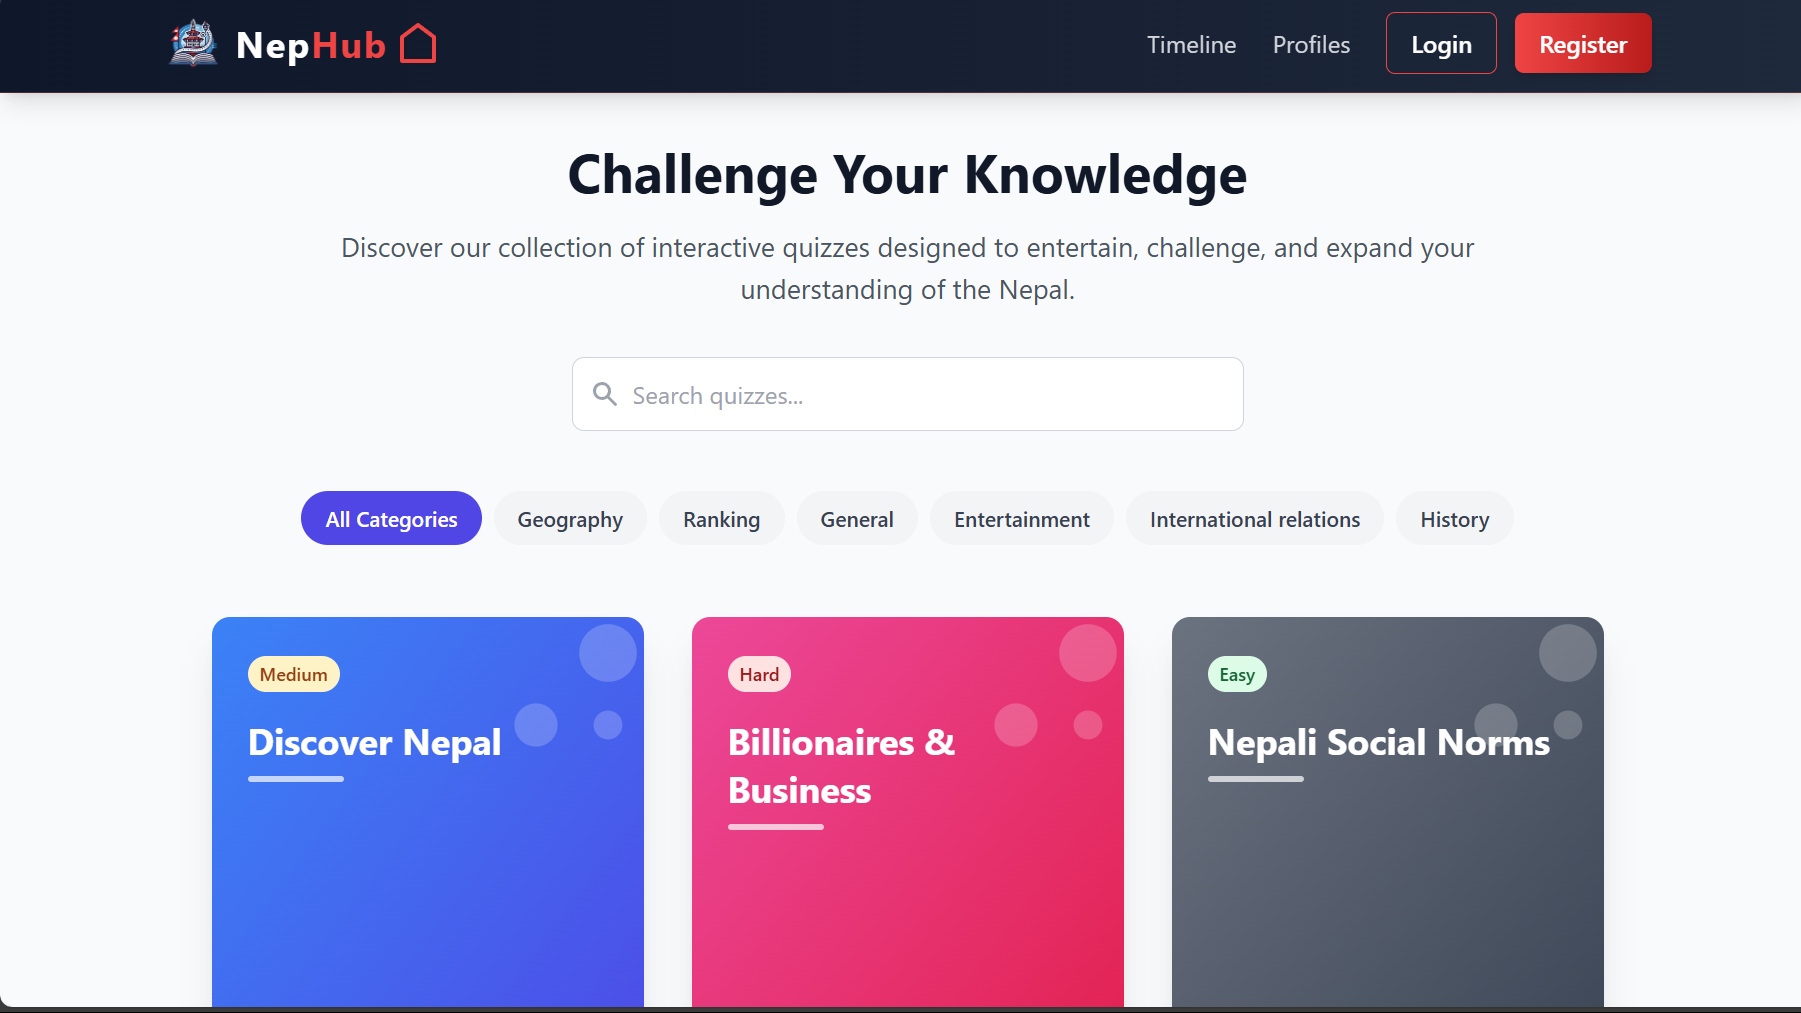 NepHub
Timeline
Profiles
Login
Register
Challenge Your Knowledge
Discover our collection of interactive quizzes designed to entertain, challenge, and expand your
understanding of the Nepal.
Search quizzes...
All Categories
Geography
Ranking
General
Entertainment
International relations
History
Medium
Discover Nepal
Hard
Billionaires &
Business
Easy
Nepali Social Norms